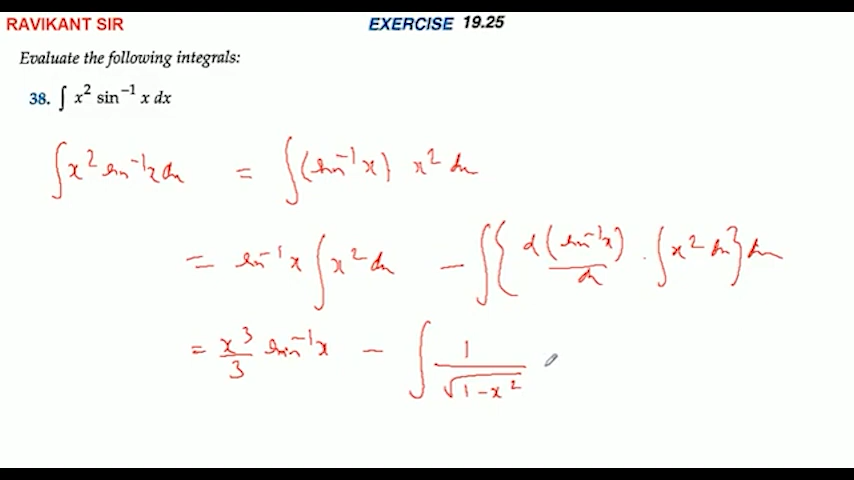 RAVIKANT SIR EXERCISE 19.25
Evaluate the following integrals:
38. ∫ x² sin⁻¹ x dx
∫x² sin⁻¹x dx = ∫(sin⁻¹x) x² dx
= sin⁻¹x ∫x² dx − ∫{ d(sin⁻¹x)/dx · ∫x² dx} dx
= x³/3 sin⁻¹x − ∫ 1/√(1−x²)